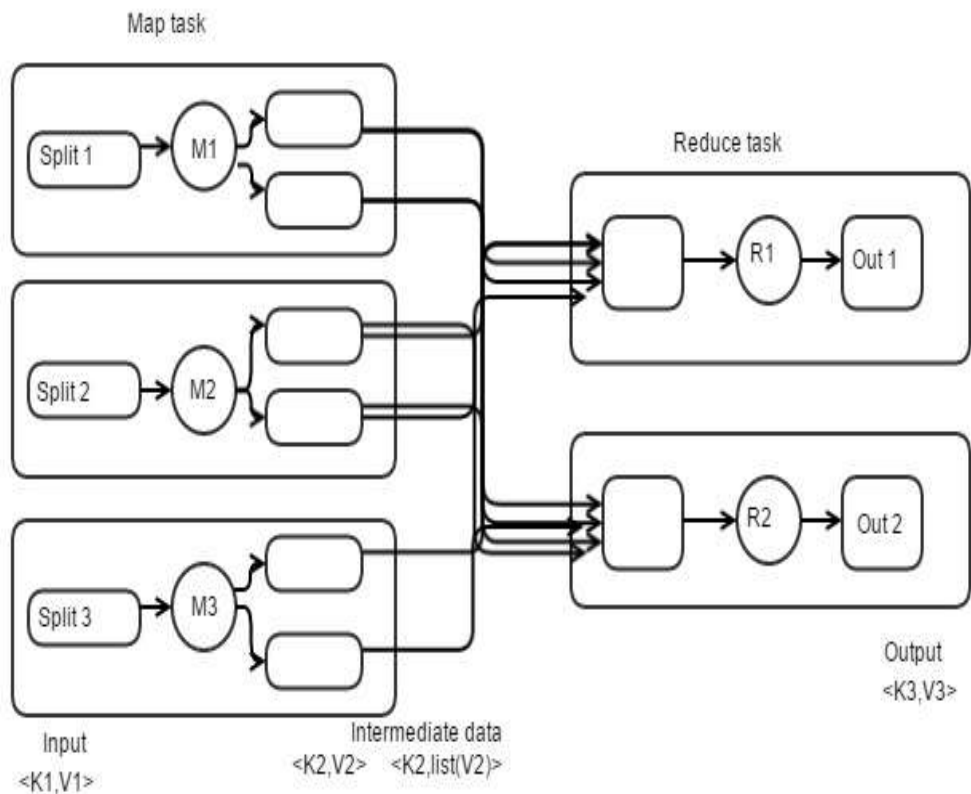 Map task
Split 1
M1
Reduce task
R1
Out 1
Split 2
M2
R2
Out 2
Split 3
M3
Output
<K3,V3>
Input
<K1,V1>
Intermediate data
<K2,V2> <K2,list(V2)>